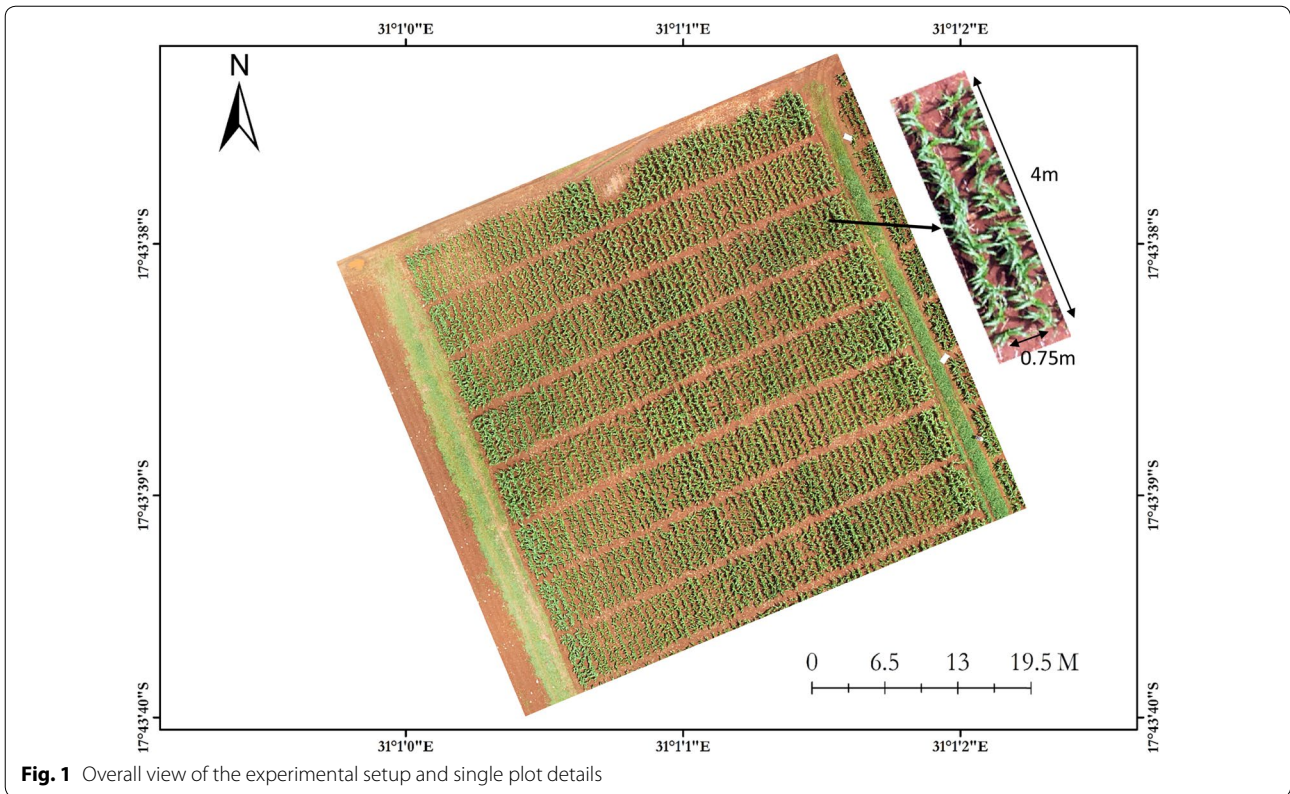 31°1'0"E 31°1'1"E 31°1'2"E
N
4m
17°43'38"S 17°43'38"S
0.75m
17°43'39"S 17°43'39"S
0 6.5 13 19.5 M
17°43'40"S 17°43'40"S
31°1'0"E 31°1'1"E 31°1'2"E
Fig. 1 Overall view of the experimental setup and single plot details